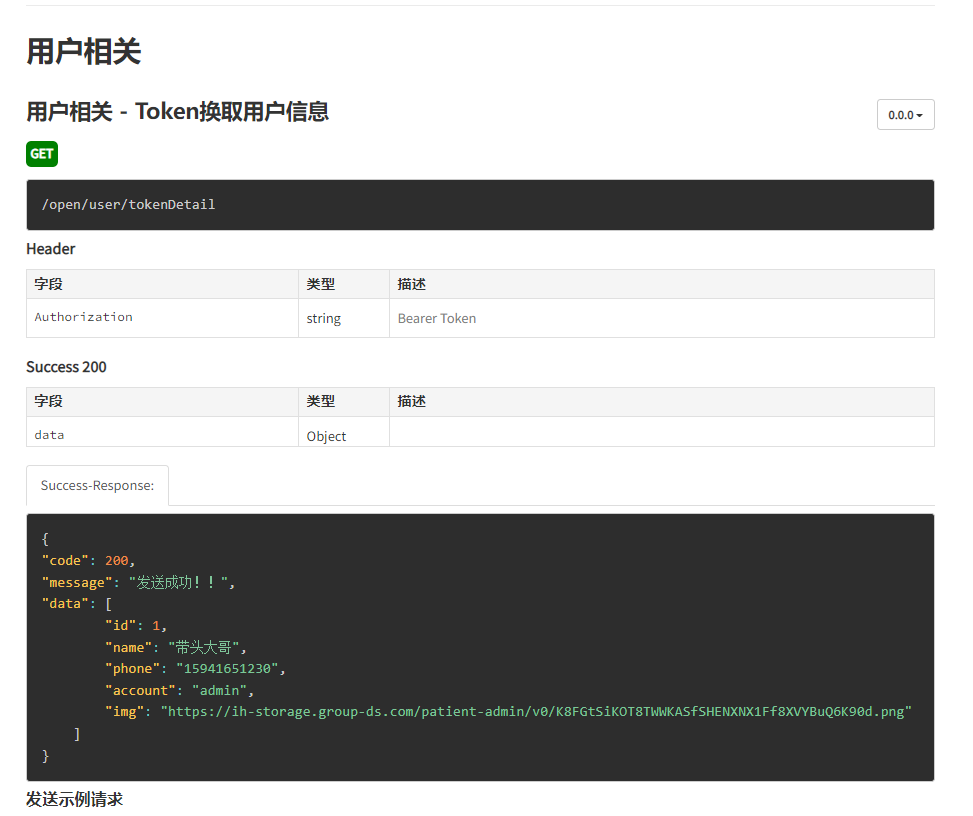 用户相关
用户相关 - Token换取用户信息
0.0.0
GET
/open/user/tokenDetail
Header
字段 类型 描述
Authorization string Bearer Token
Success 200
字段 类型 描述
data Object
Success-Response:
{
"code": 200,
"message": "发送成功！！",
"data": [
"id": 1,
"name": "带头大哥",
"phone": "15941651230",
"account": "admin",
"img": "https://ih-storage.group-ds.com/patient-admin/v0/K8FGtSiKOT8TWWKASfSHENXNX1Ff8XVYBuQ6K90d.png"
]
}
发送示例请求